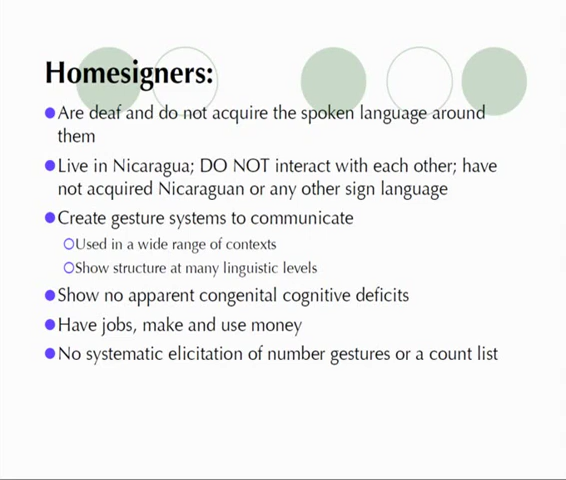 Homesigners:
Are deaf and do not acquire the spoken language around
them
Live in Nicaragua; DO NOT interact with each other; have
not acquired Nicaraguan or any other sign language
Create gesture systems to communicate
Used in a wide range of contexts
Show structure at many linguistic levels
Show no apparent congenital cognitive deficits
Have jobs, make and use money
No systematic elicitation of number gestures or a count list